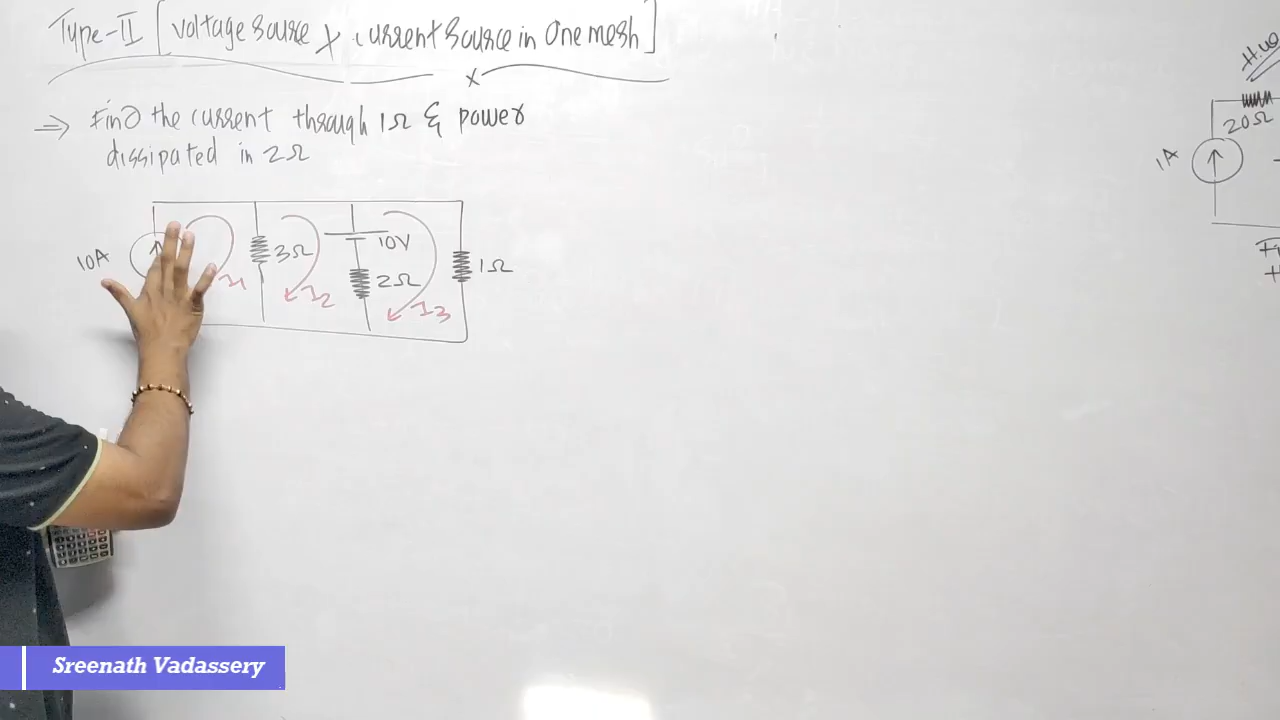 Type-II [voltage source & current source in one mesh]
x
⇒ Find the current through 1Ω & power
dissipated in 2Ω
10A
3Ω
10V
2Ω
1Ω
I1
I2
I3
H.W
20Ω
1A
Sreenath Vadassery